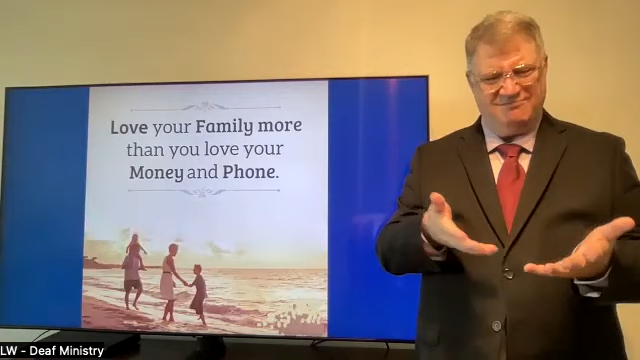 Love your Family more
than you love your
Money and Phone.
LW - Deaf Ministry